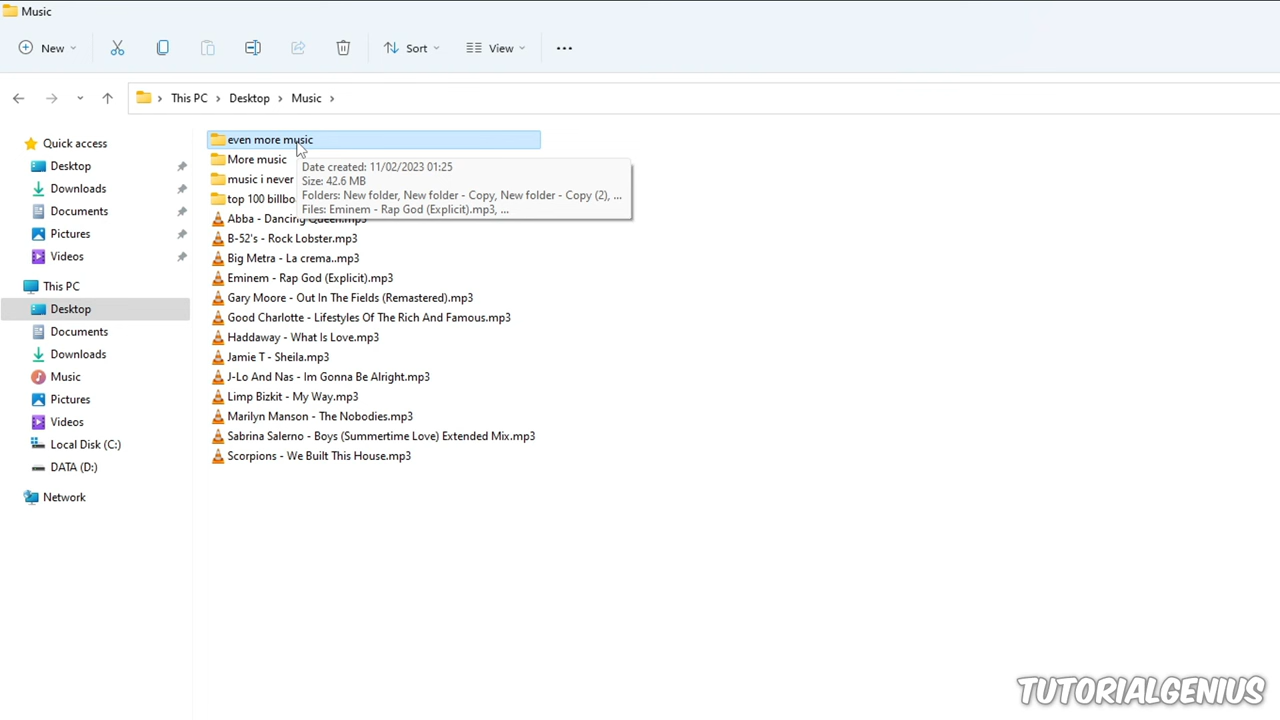 Music
New
Sort
View
This PC
Desktop
Music
Quick access
Desktop
Downloads
Documents
Pictures
Videos
This PC
Desktop
Documents
Downloads
Music
Pictures
Videos
Local Disk (C:)
DATA (D:)
Network
even more music
More music
music i never
top 100 billbo
Date created: 11/02/2023 01:25
Size: 42.6 MB
Folders: New folder, New folder - Copy, New folder - Copy (2), ...
Files: Eminem - Rap God (Explicit).mp3, ...
Abba - Dancing Queen.mp3
B-52's - Rock Lobster.mp3
Big Metra - La crema..mp3
Eminem - Rap God (Explicit).mp3
Gary Moore - Out In The Fields (Remastered).mp3
Good Charlotte - Lifestyles Of The Rich And Famous.mp3
Haddaway - What Is Love.mp3
Jamie T - Sheila.mp3
J-Lo And Nas - Im Gonna Be Alright.mp3
Limp Bizkit - My Way.mp3
Marilyn Manson - The Nobodies.mp3
Sabrina Salerno - Boys (Summertime Love) Extended Mix.mp3
Scorpions - We Built This House.mp3
TUTORIALGENIUS